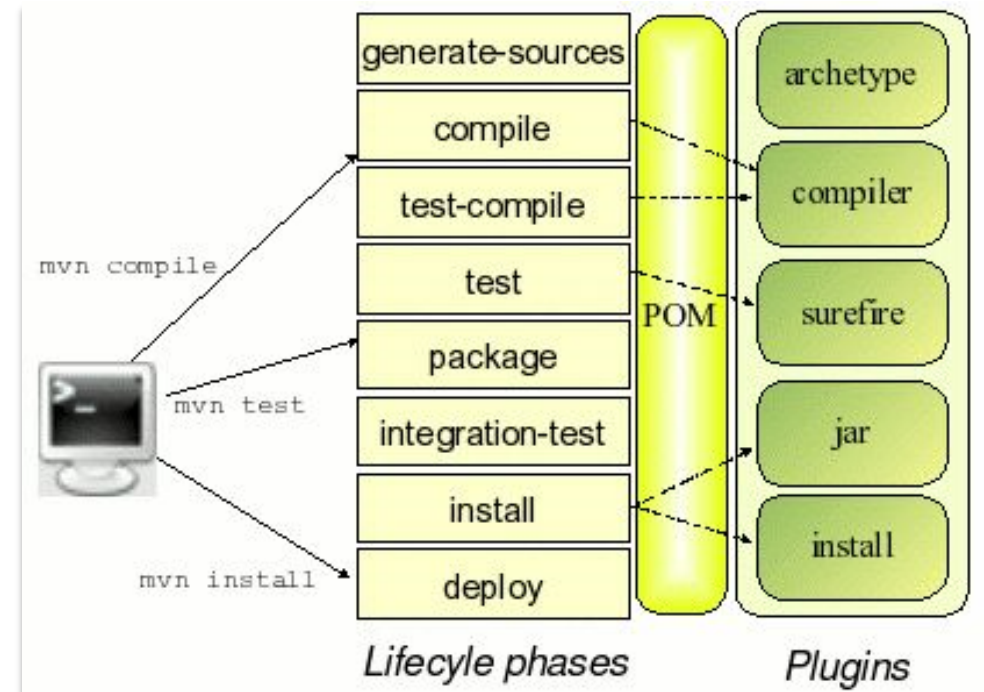 generate-sources
compile
test-compile
test
package
integration-test
install
deploy
mvn compile
mvn test
mvn install
>_
POM
archetype
compiler
surefire
jar
install
Lifecyle phases
Plugins